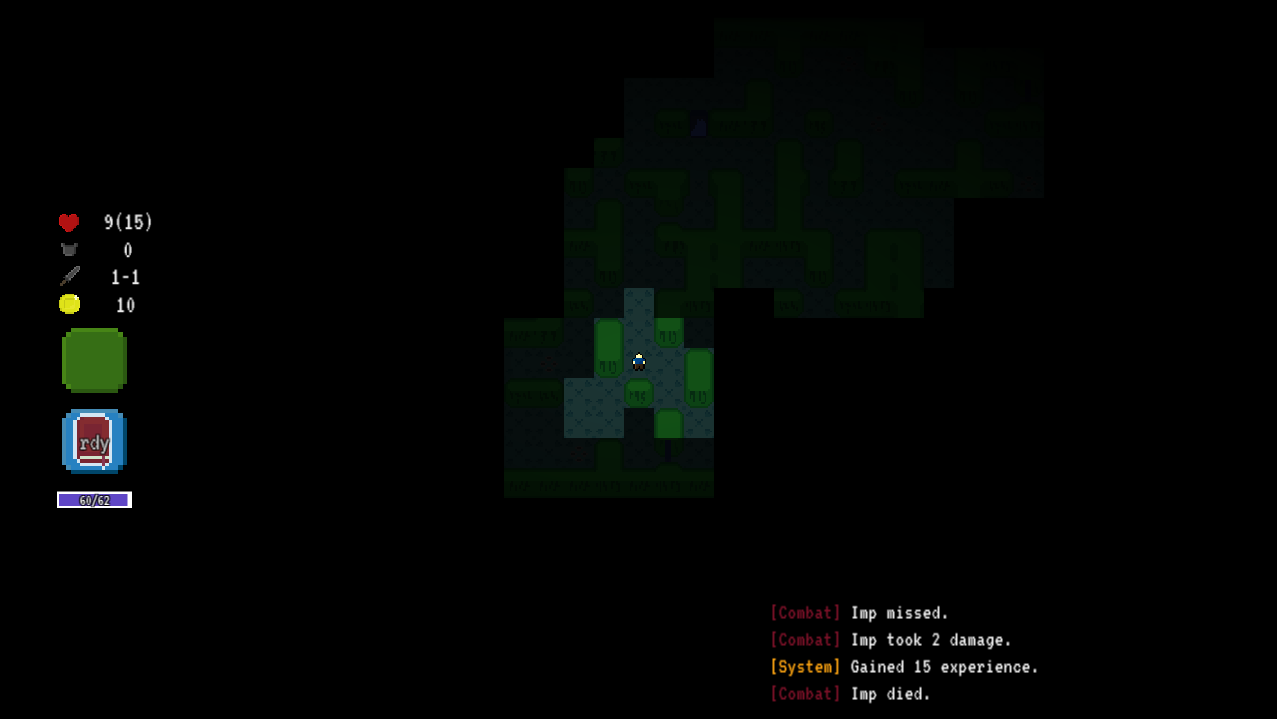 9(15)
0
1-1
10
rdy
60/62
[Combat] Imp missed.
[Combat] Imp took 2 damage.
[System] Gained 15 experience.
[Combat] Imp died.